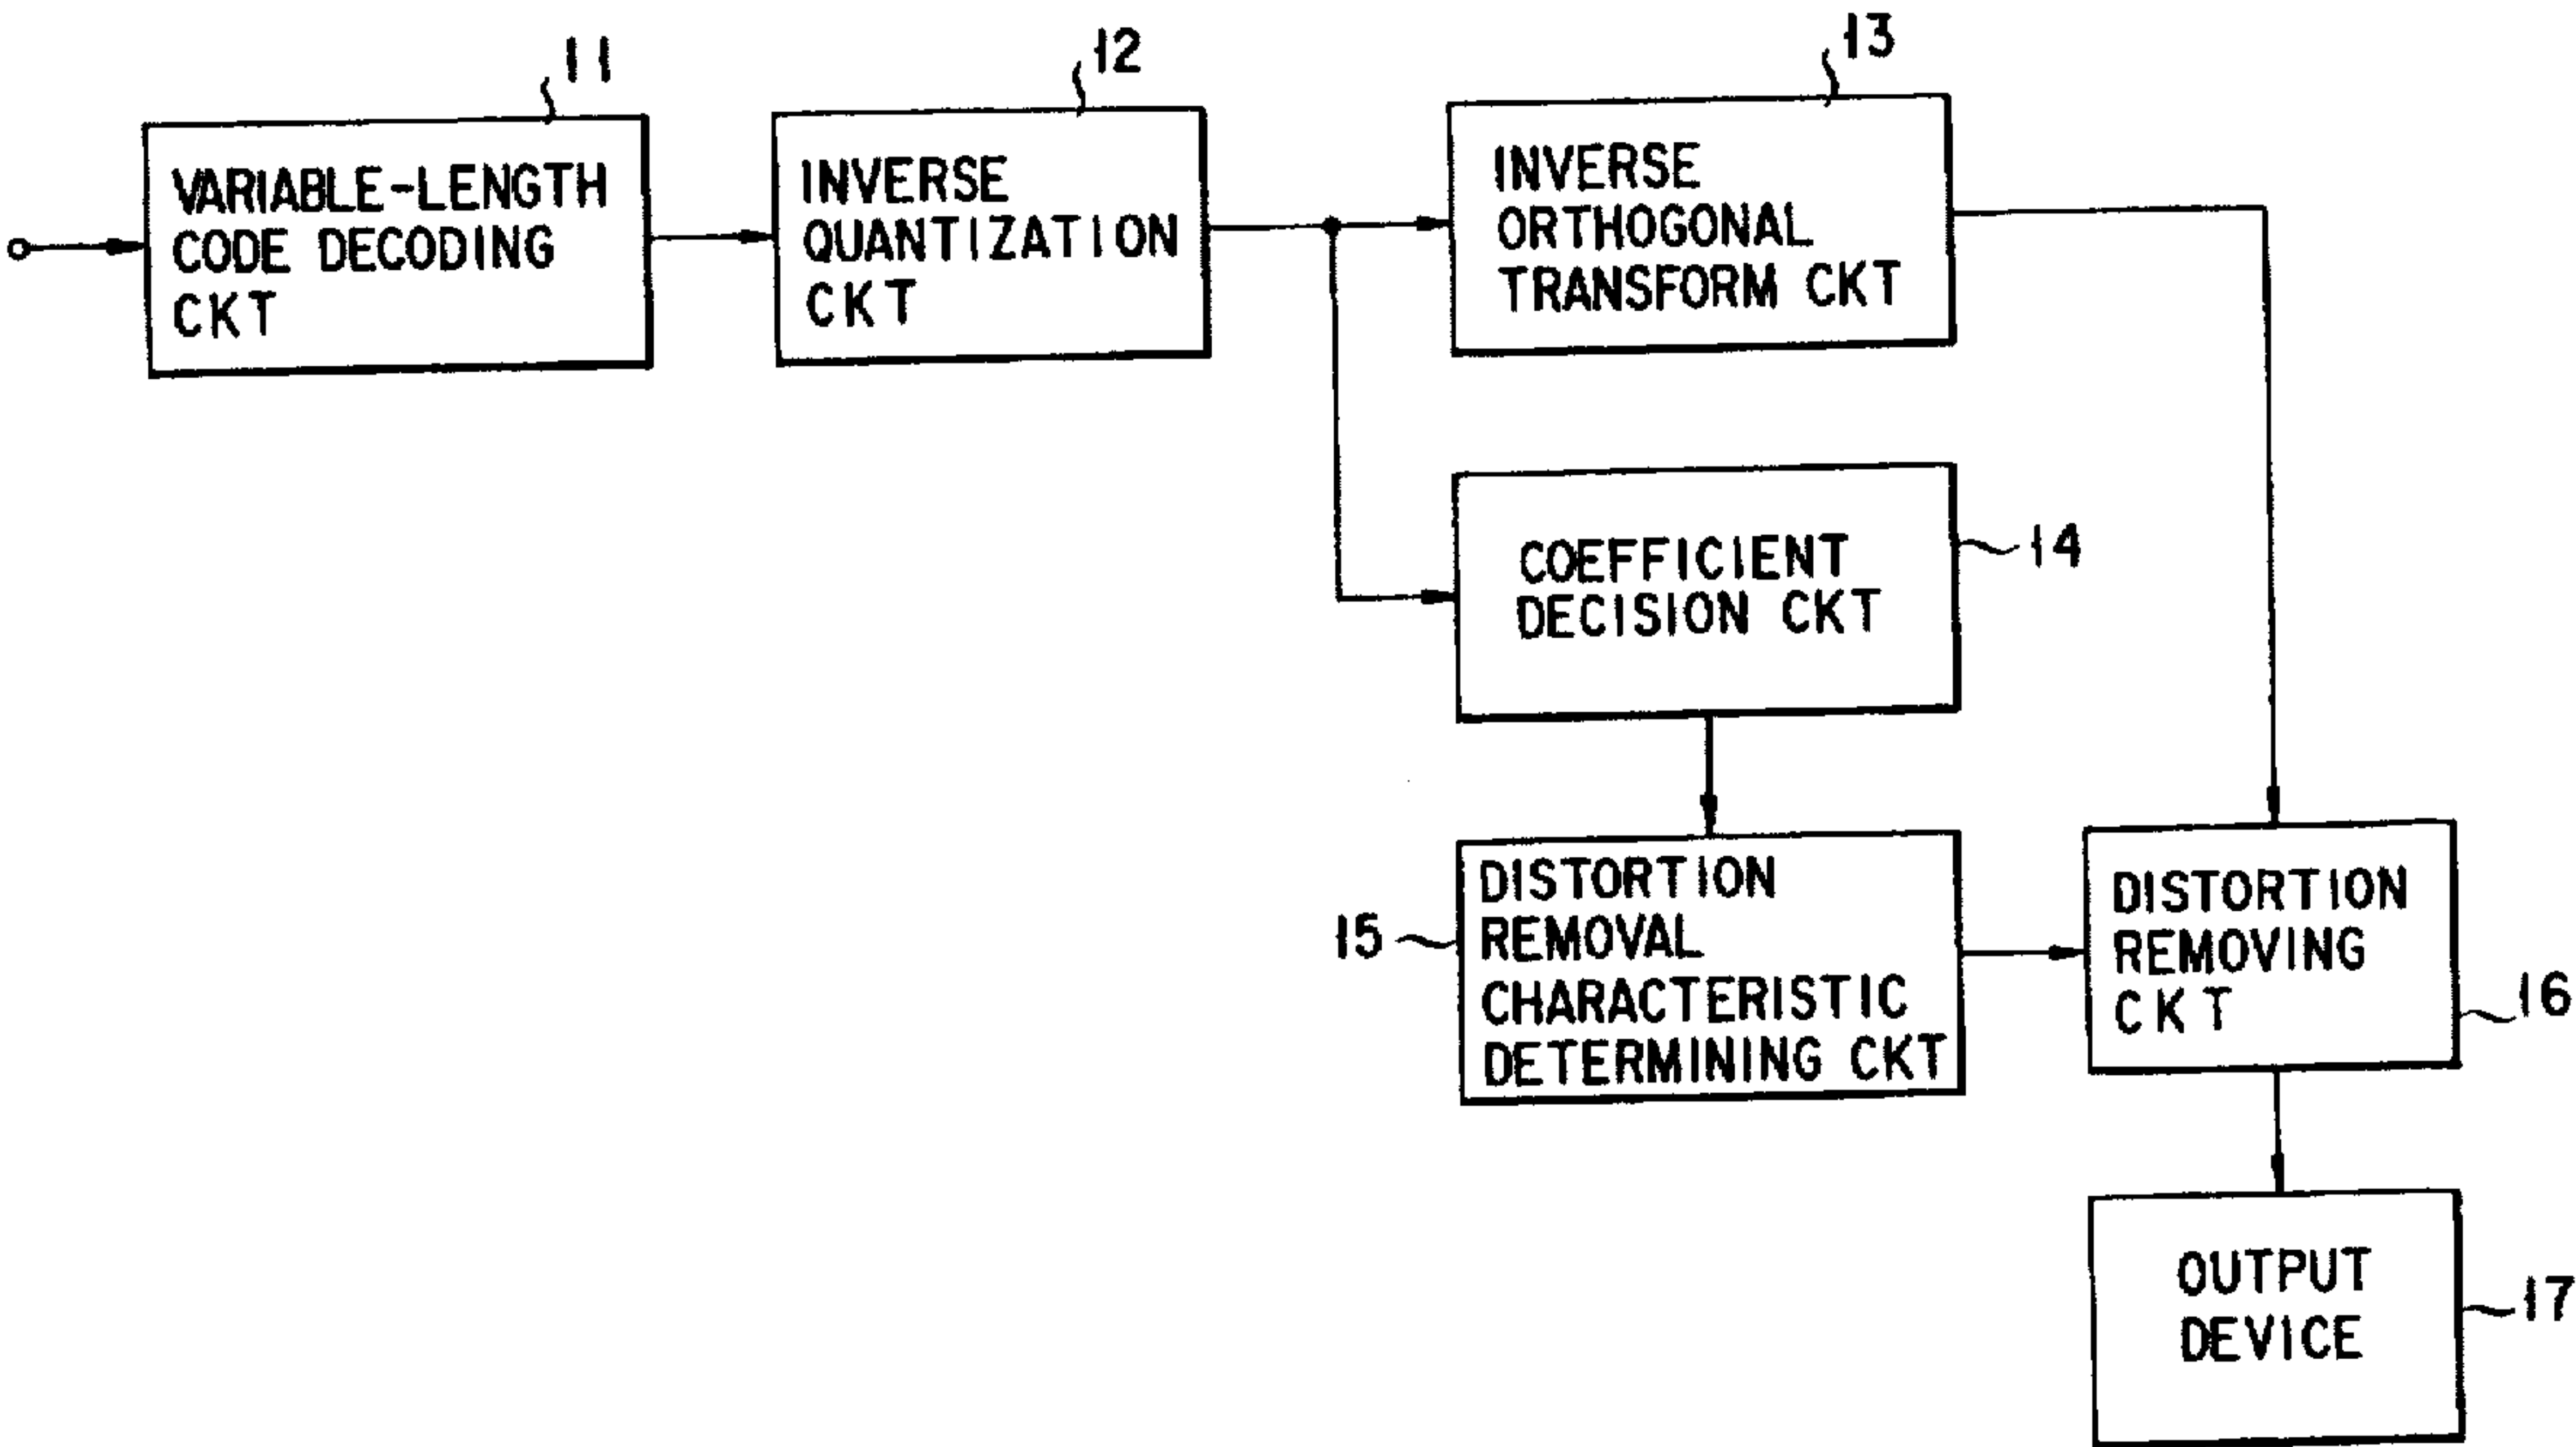 11
VARIABLE-LENGTH
CODE DECODING
CKT
12
INVERSE
QUANTIZATION
CKT
13
INVERSE
ORTHOGONAL
TRANSFORM CKT
14
COEFFICIENT
DECISION CKT
15
DISTORTION
REMOVAL
CHARACTERISTIC
DETERMINING CKT
16
DISTORTION
REMOVING
CKT
17
OUTPUT
DEVICE